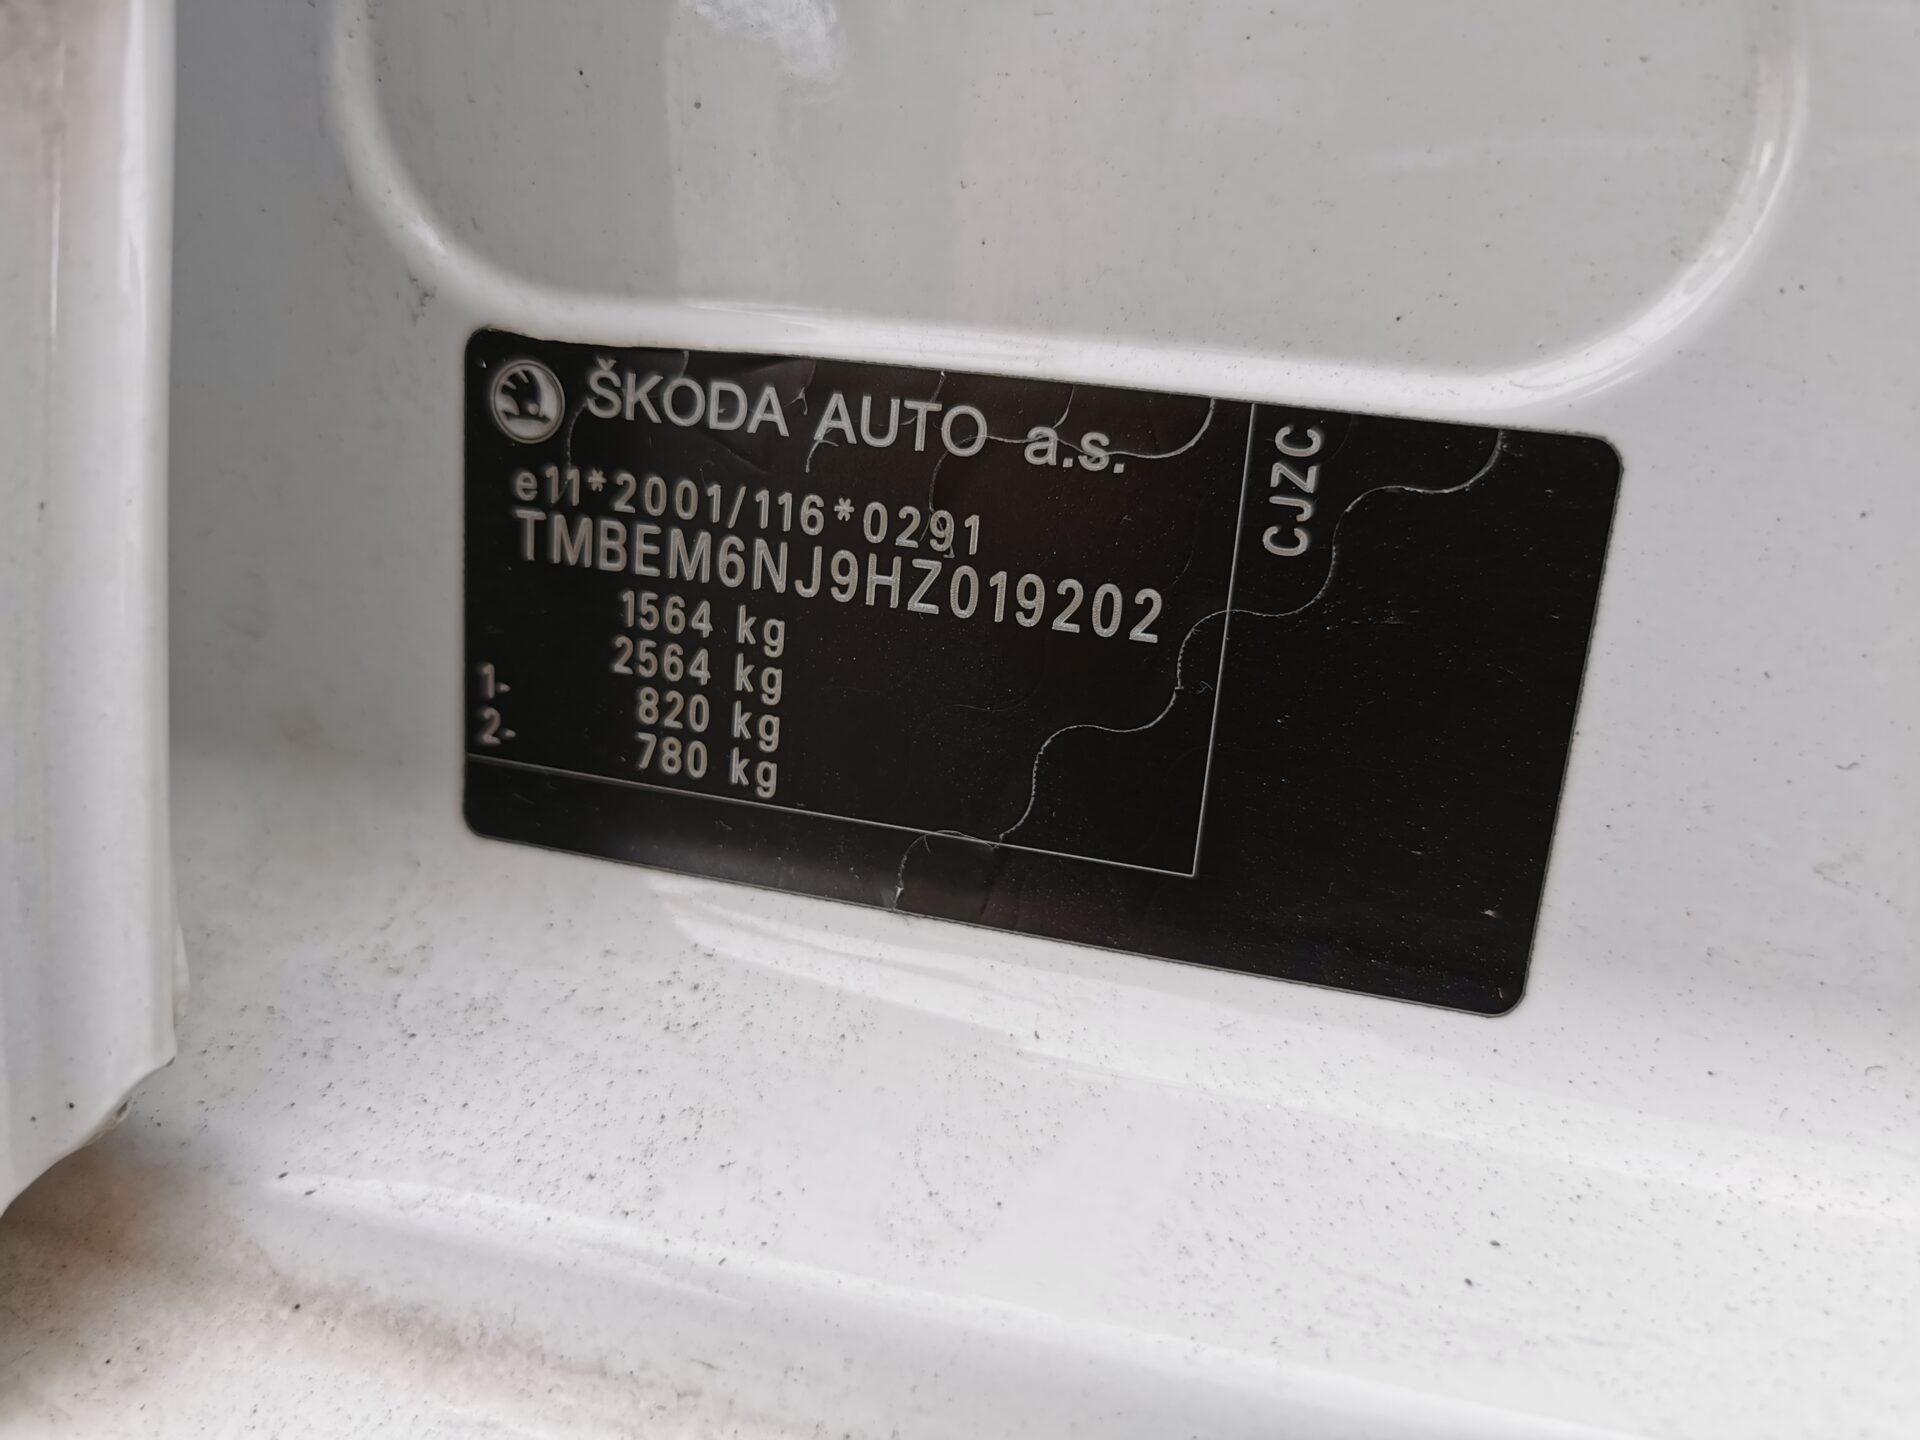 ŠKODA AUTO a.s.
e11*2001/116*0291
TMBEM6NJ9HZ019202
1564 kg
2564 kg
1- 820 kg
2- 780 kg
CJZC